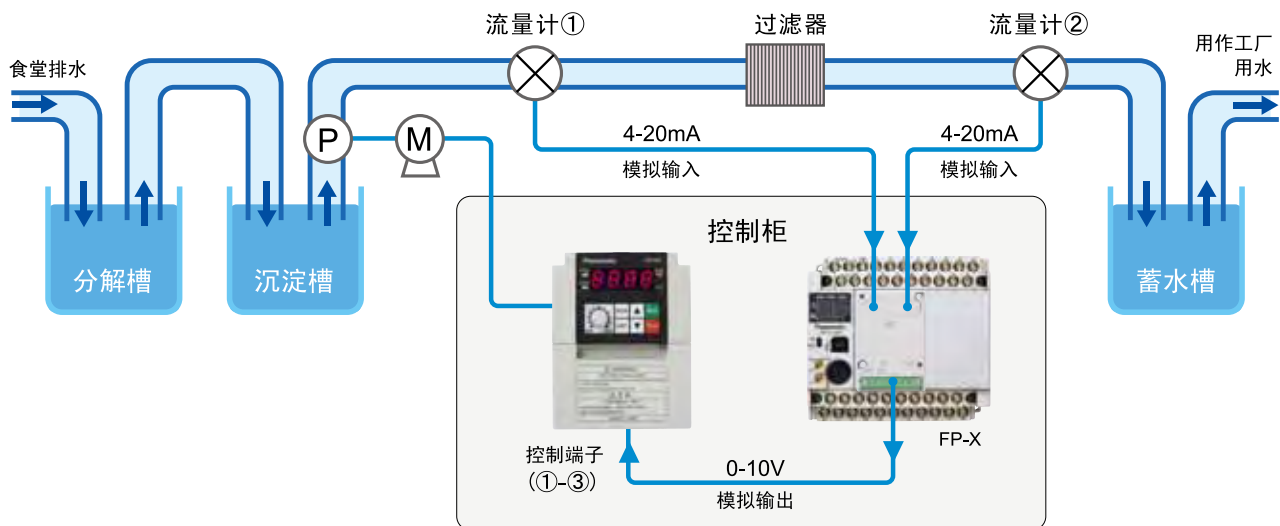 流量计①
过滤器
流量计②
食堂排水
用作工厂
用水
P
M
4-20mA
模拟输入
4-20mA
模拟输入
控制柜
分解槽
沉淀槽
蓄水槽
Panasonic
8888
FP-X
控制端子
(①-③)
0-10V
模拟输出